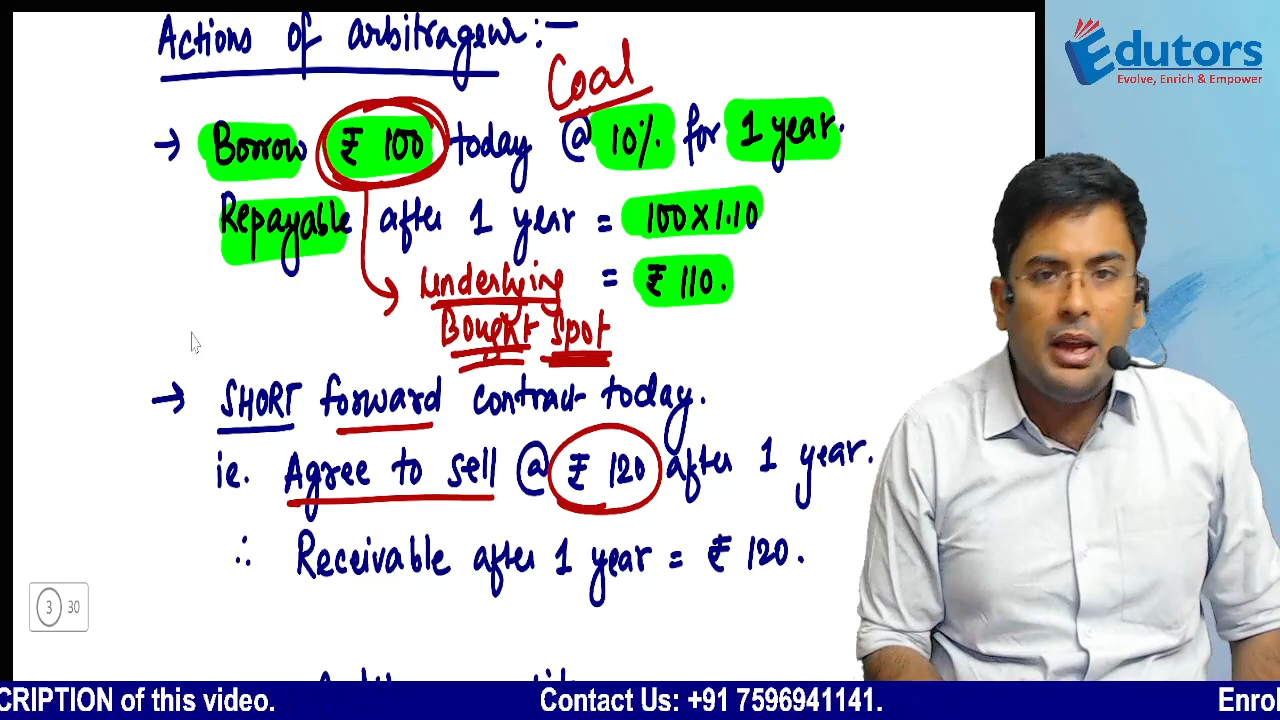 Actions of arbitrageur:-
Coal
→ Borrow ₹ 100 today @ 10% for 1 year.
Repayable after 1 year = 100 x 1.10
Underlying = ₹ 110.
Bought Spot
→ SHORT forward contract today.
ie. Agree to sell @ ₹ 120 after 1 year.
∴ Receivable after 1 year = ₹ 120.
3 30
Edutors
Evolve, Enrich & Empower
CRIPTION of this video. Contact Us: +91 7596941141. Enrol